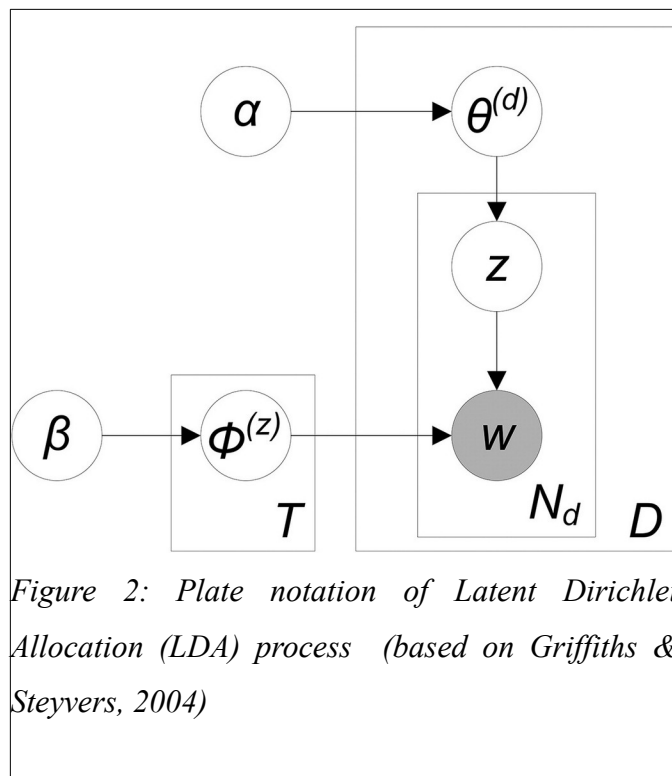 α θ(d)
z
β Φ(z) w
T Nd D
Figure 2: Plate notation of Latent Dirichle
Allocation (LDA) process (based on Griffiths &
Steyvers, 2004)